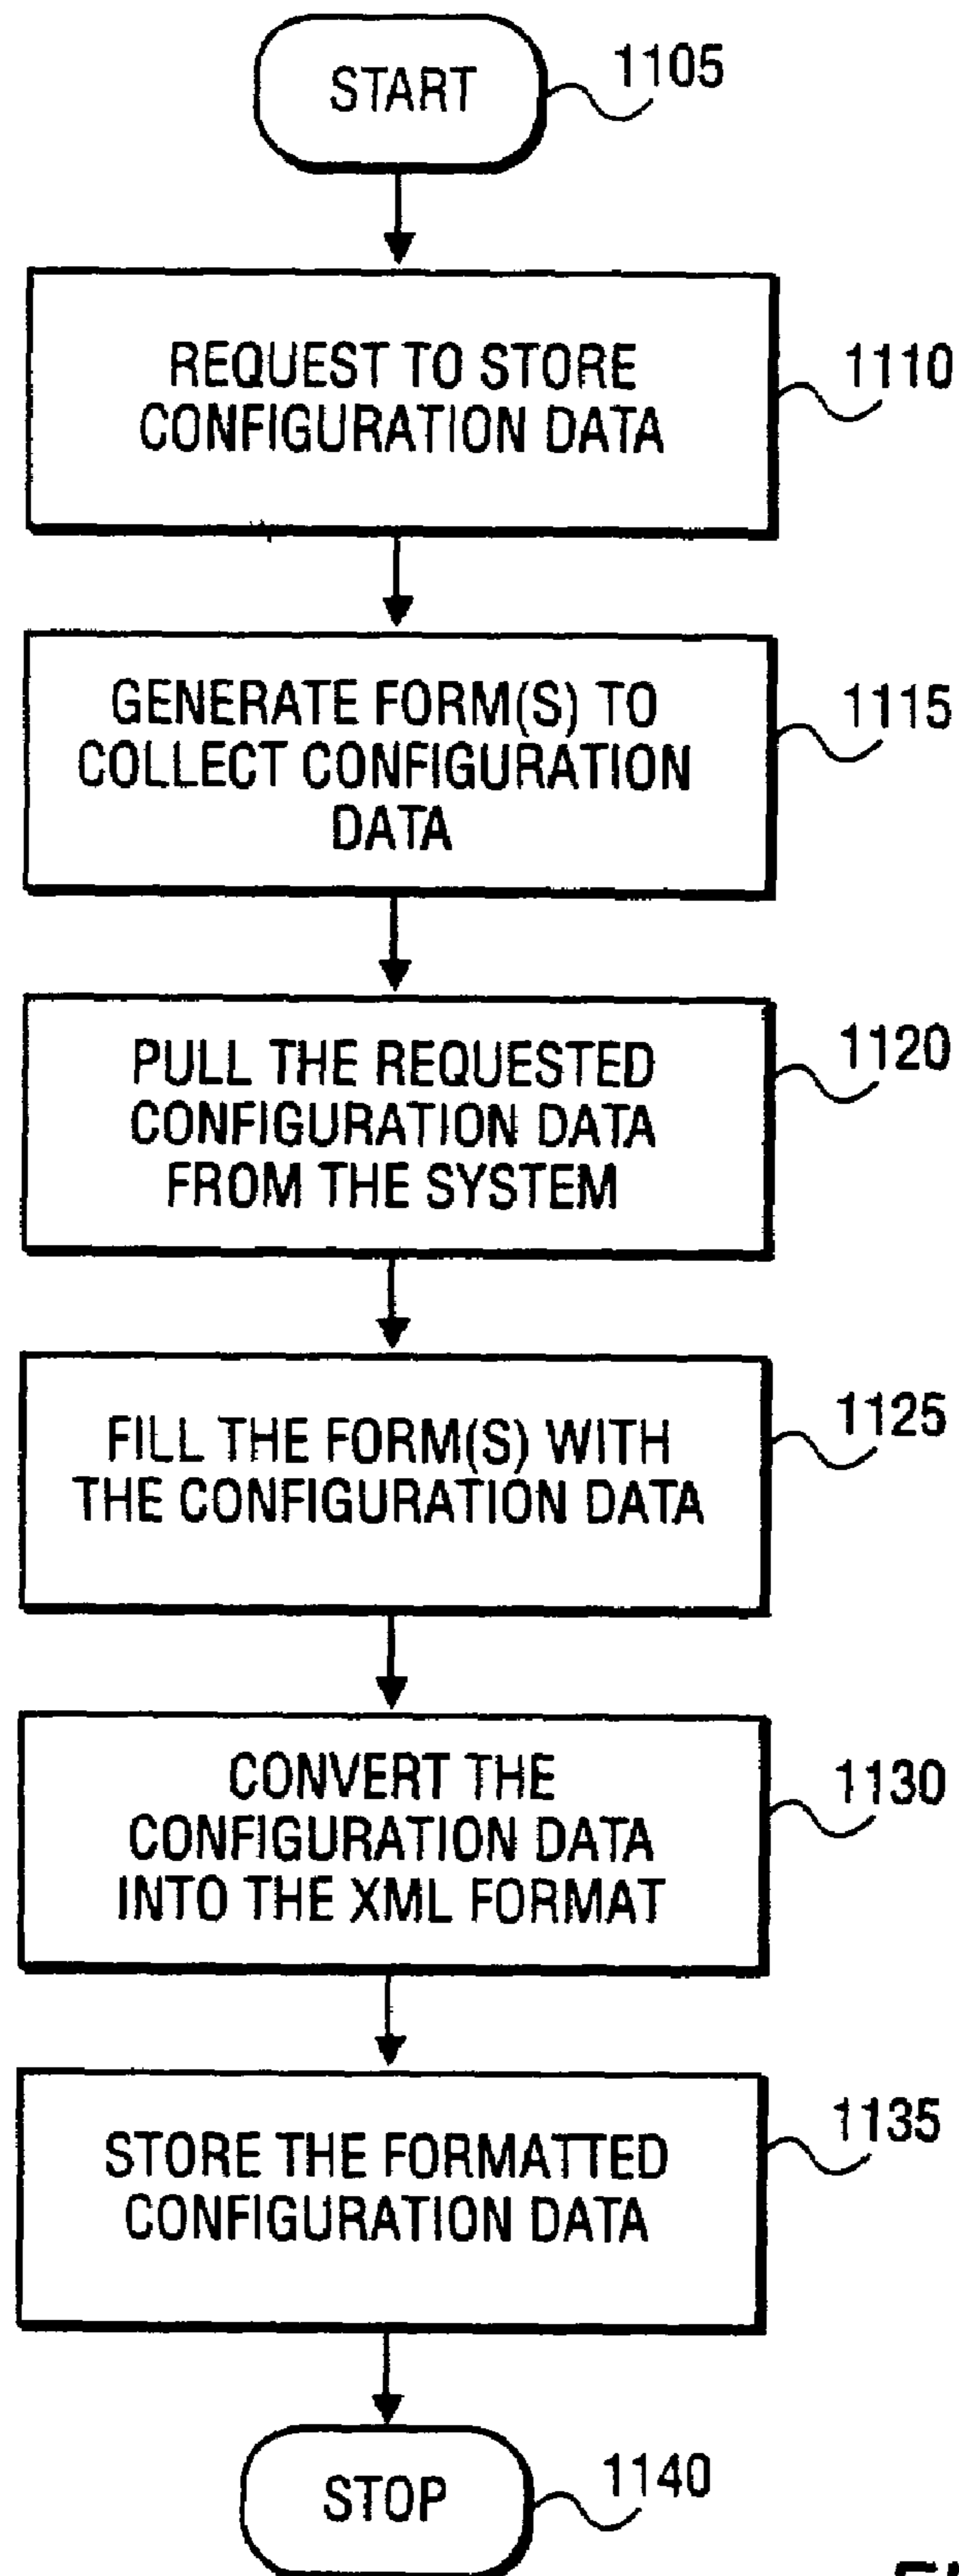 START
1105
REQUEST TO STORE
CONFIGURATION DATA
1110
GENERATE FORM(S) TO
COLLECT CONFIGURATION
DATA
1115
PULL THE REQUESTED
CONFIGURATION DATA
FROM THE SYSTEM
1120
FILL THE FORM(S) WITH
THE CONFIGURATION DATA
1125
CONVERT THE
CONFIGURATION DATA
INTO THE XML FORMAT
1130
STORE THE FORMATTED
CONFIGURATION DATA
1135
STOP
1140